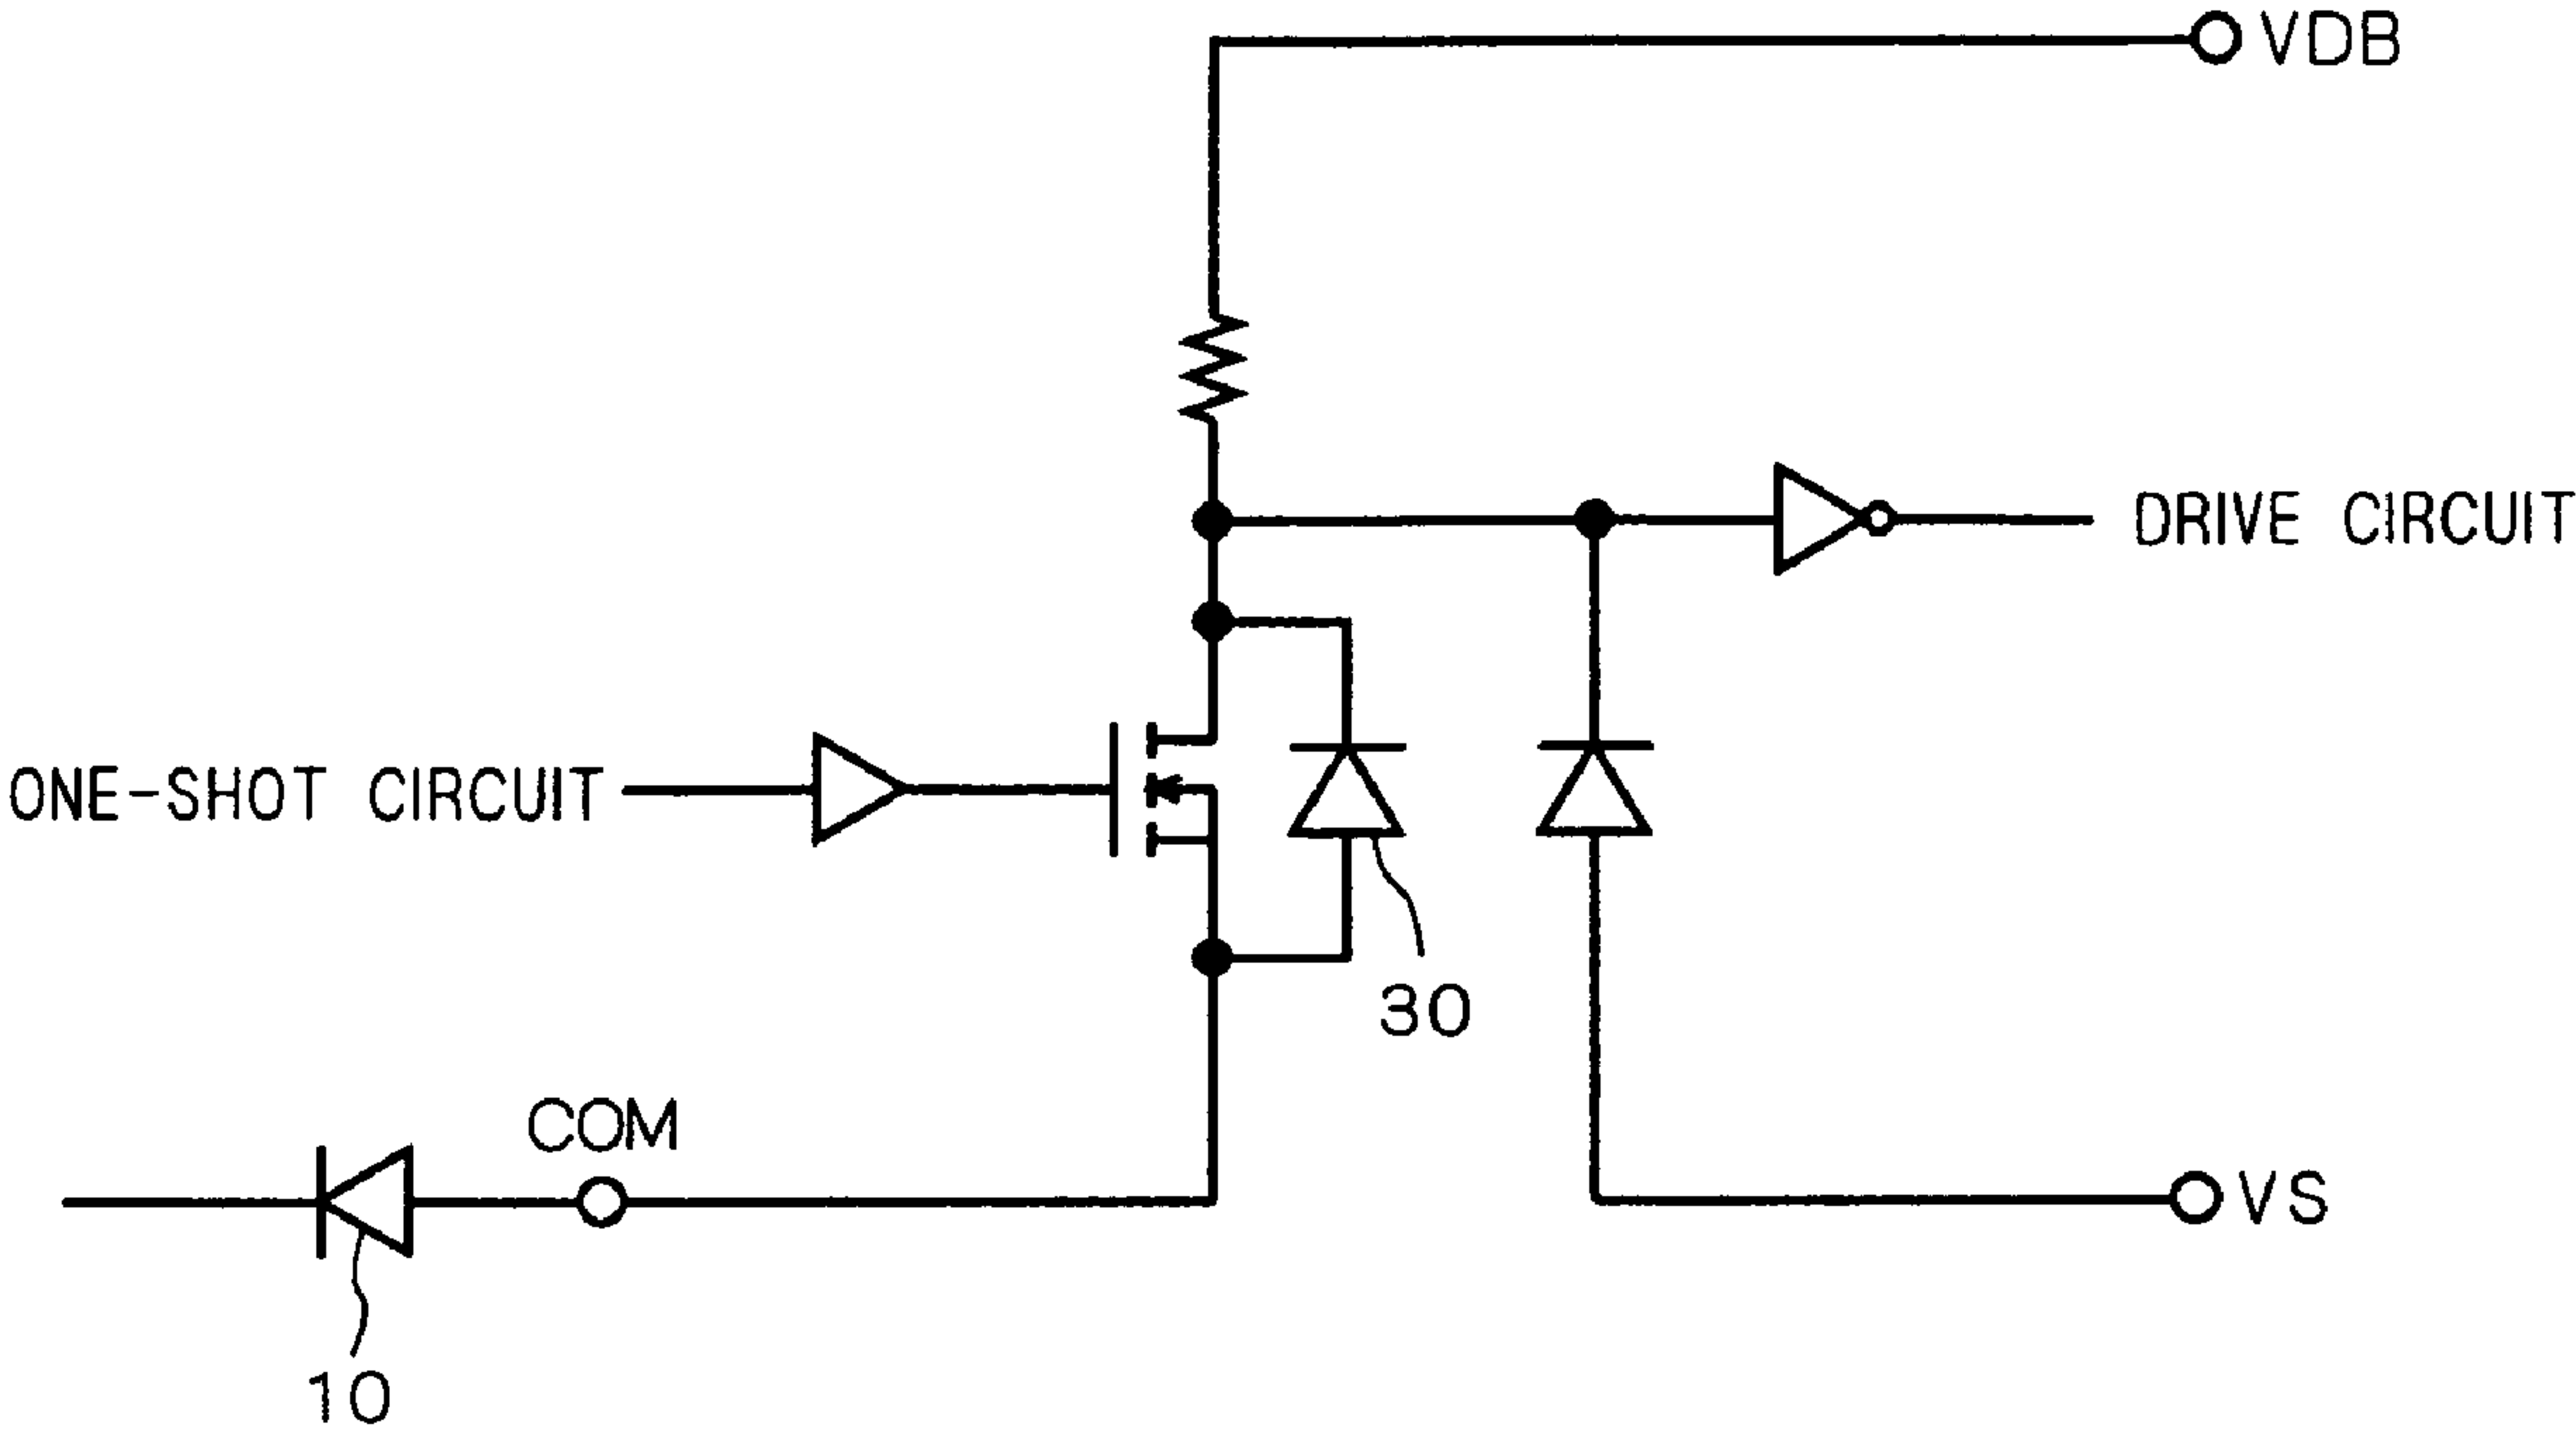 VDB
DRIVE CIRCUIT
ONE-SHOT CIRCUIT
30
COM
VS
10